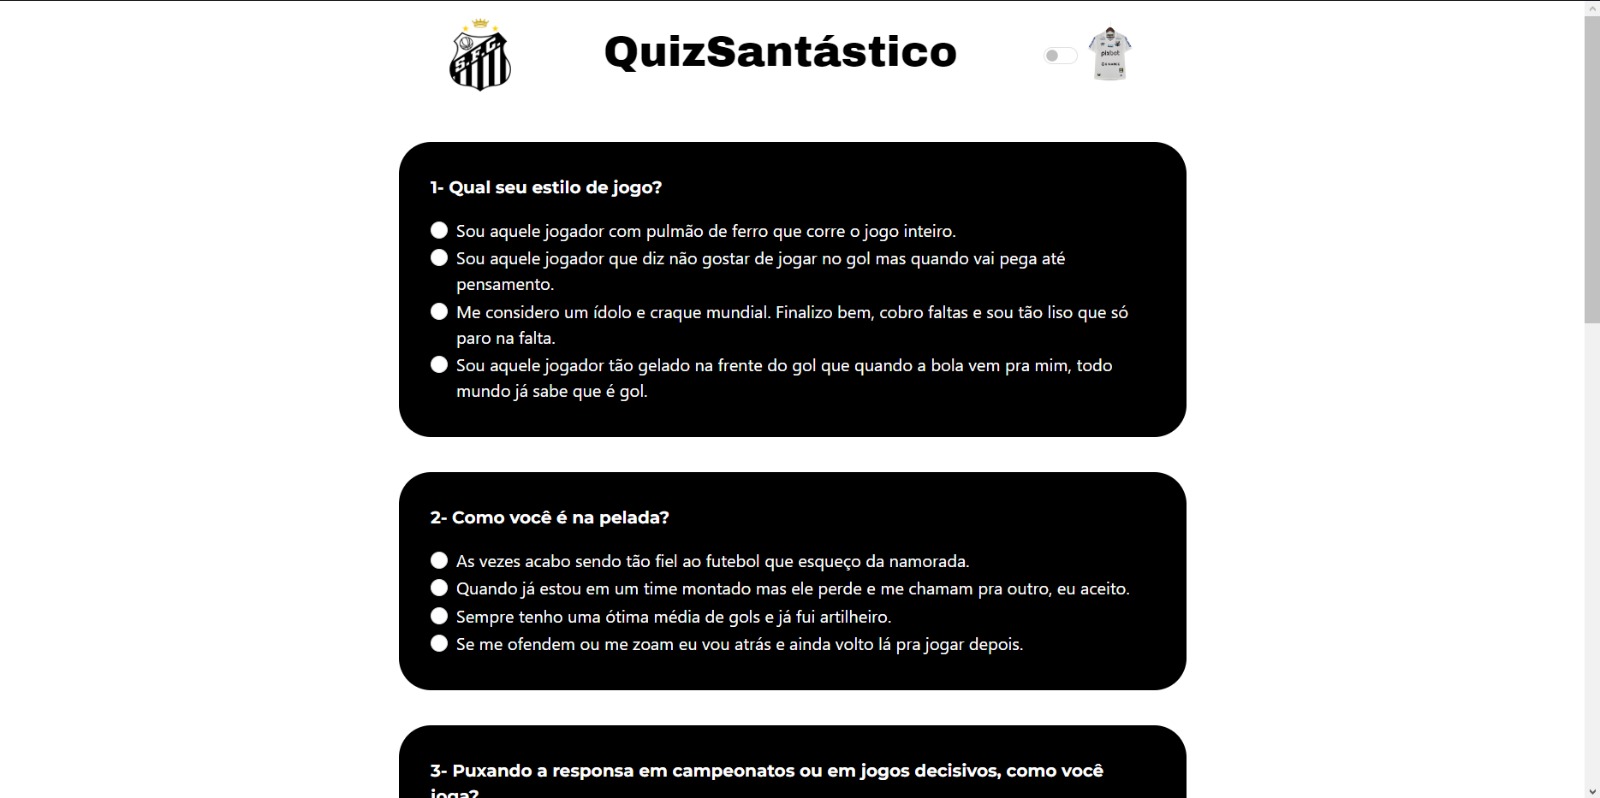 S.F.C.
QuizSantástico
pixbet
1- Qual seu estilo de jogo?
Sou aquele jogador com pulmão de ferro que corre o jogo inteiro.
Sou aquele jogador que diz não gostar de jogar no gol mas quando vai pega até
pensamento.
Me considero um ídolo e craque mundial. Finalizo bem, cobro faltas e sou tão liso que só
paro na falta.
Sou aquele jogador tão gelado na frente do gol que quando a bola vem pra mim, todo
mundo já sabe que é gol.
2- Como você é na pelada?
As vezes acabo sendo tão fiel ao futebol que esqueço da namorada.
Quando já estou em um time montado mas ele perde e me chamam pra outro, eu aceito.
Sempre tenho uma ótima média de gols e já fui artilheiro.
Se me ofendem ou me zoam eu vou atrás e ainda volto lá pra jogar depois.
3- Puxando a responsa em campeonatos ou em jogos decisivos, como você
joga?